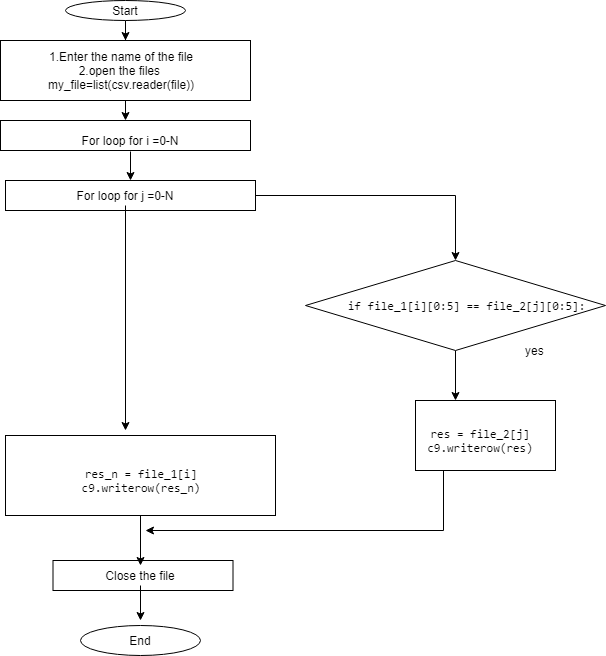 Start
1.Enter the name of the file
2.open the files
my_file=list(csv.reader(file))
For loop for i =0-N
For loop for j =0-N
if file_1[i][0:5] == file_2[j][0:5]:
yes
res = file_2[j]
c9.writerow(res)
res_n = file_1[i]
c9.writerow(res_n)
Close the file
End